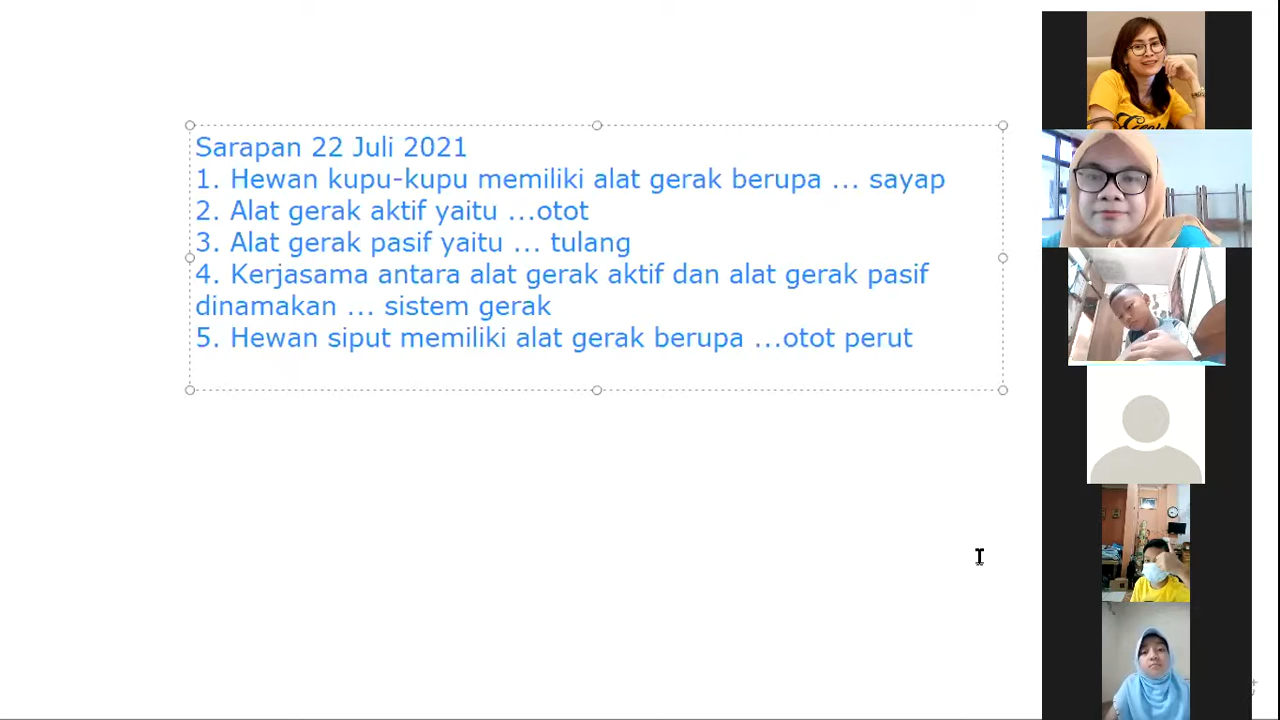 Sarapan 22 Juli 2021
1. Hewan kupu-kupu memiliki alat gerak berupa ... sayap
2. Alat gerak aktif yaitu ...otot
3. Alat gerak pasif yaitu ... tulang
4. Kerjasama antara alat gerak aktif dan alat gerak pasif
dinamakan ... sistem gerak
5. Hewan siput memiliki alat gerak berupa ...otot perut